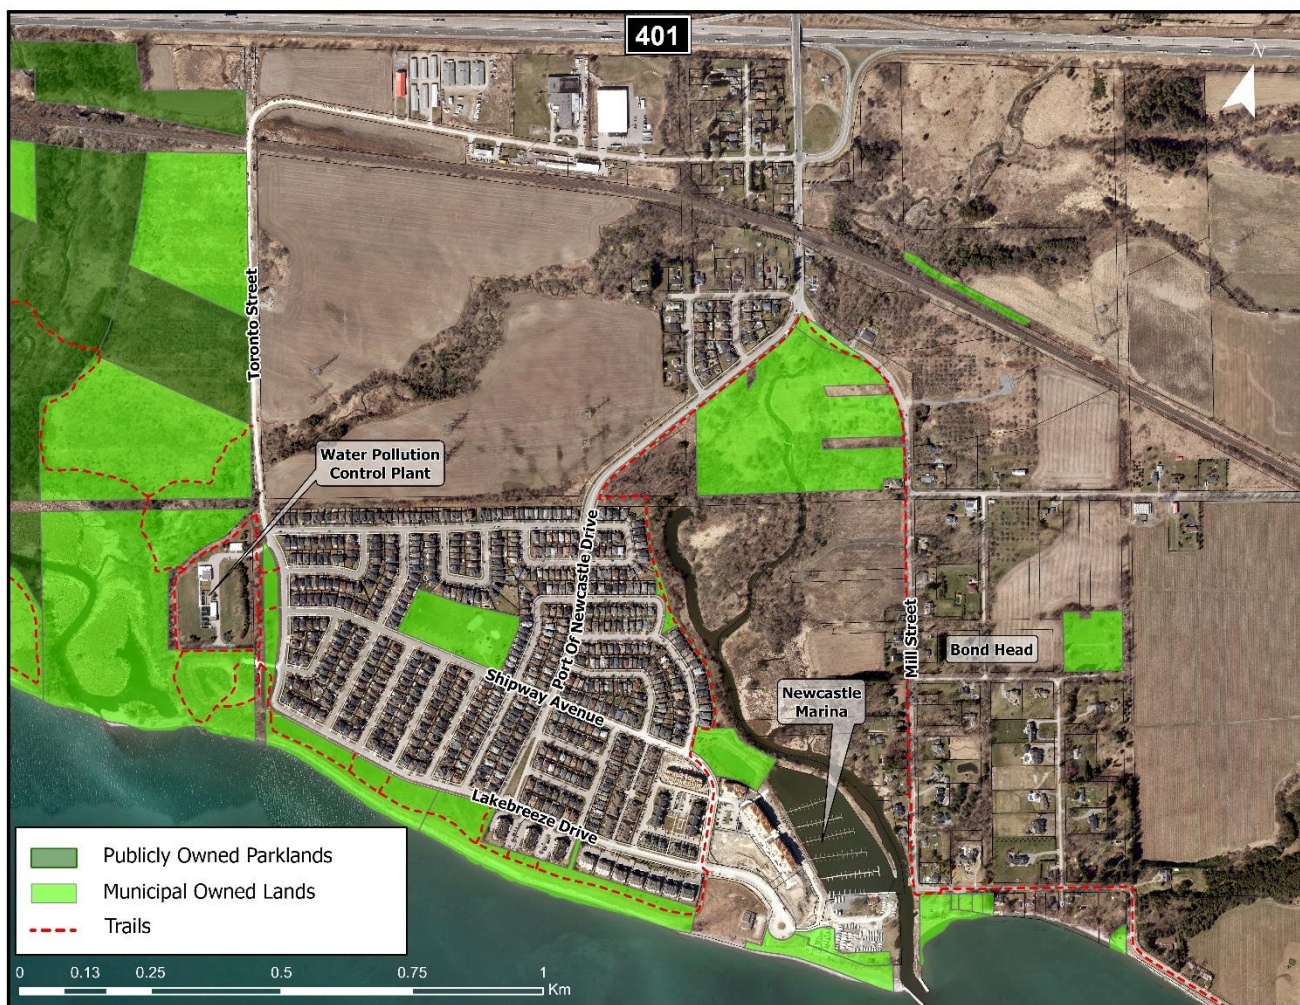 401
N
Toronto Street
Water Pollution
Control Plant
Port Of Newcastle Drive
Mill Street
Bond Head
Shipway Avenue
Newcastle
Marina
Lakebreeze Drive
Publicly Owned Parklands
Municipal Owned Lands
Trails
0 0.13 0.25 0.5 0.75 1
Km